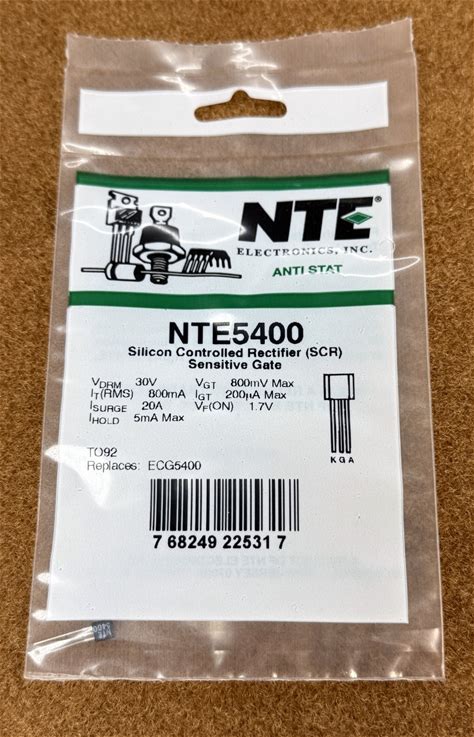 NTE®
ELECTRONICS, INC.
ANTI STAT
NTE5400
Silicon Controlled Rectifier (SCR)
Sensitive Gate
VDRM 30V VGT 800mV Max
IT(RMS) 800mA IGT 200µA Max
ISURGE 20A VF(ON) 1.7V
IHOLD 5mA Max
K G A
TO92
Replaces: ECG5400
7 68249 22531 7
NTE
5400